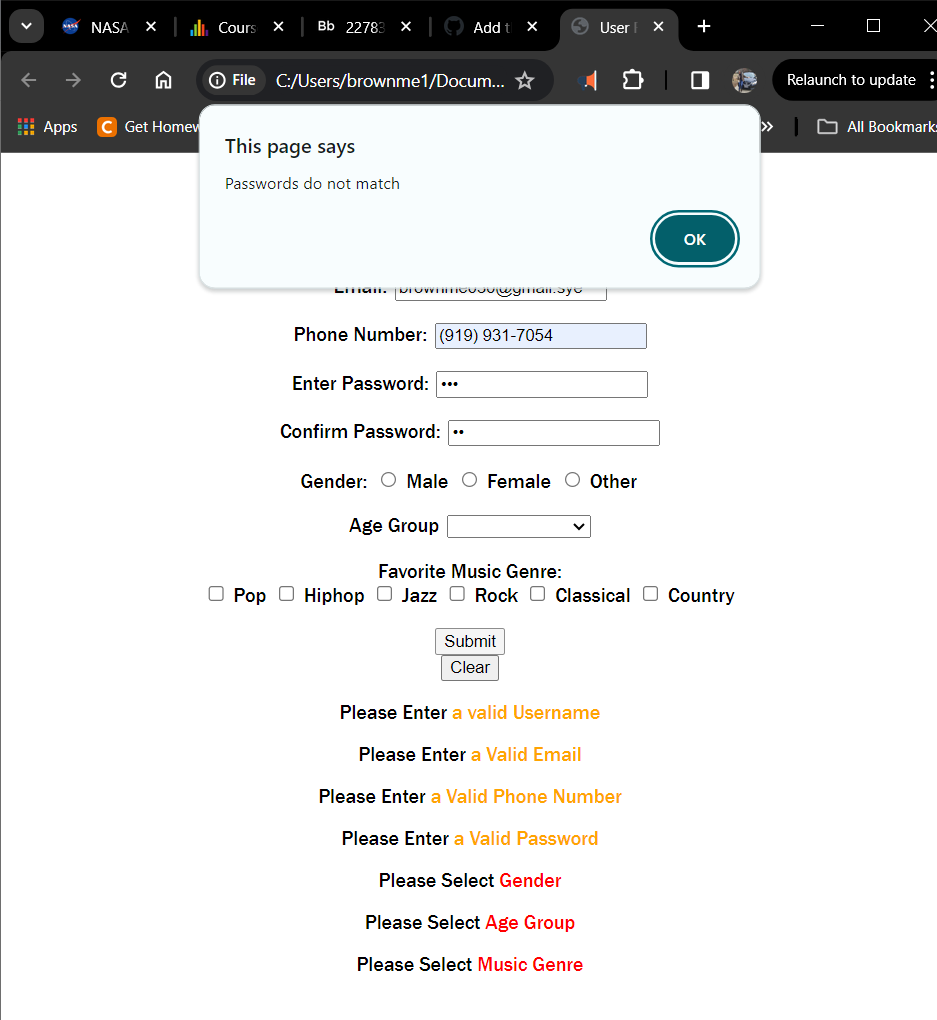 NASA Cours Bb 22783 Add t User
File C:/Users/brownme1/Docum... Relaunch to update
Apps Get Homew » All Bookmarks
This page says
Passwords do not match
OK
Email: brownme030@gmail.sye
Phone Number: (919) 931-7054
Enter Password: •••
Confirm Password: ••
Gender: Male Female Other
Age Group
Favorite Music Genre:
Pop Hiphop Jazz Rock Classical Country
Submit
Clear
Please Enter a valid Username
Please Enter a Valid Email
Please Enter a Valid Phone Number
Please Enter a Valid Password
Please Select Gender
Please Select Age Group
Please Select Music Genre